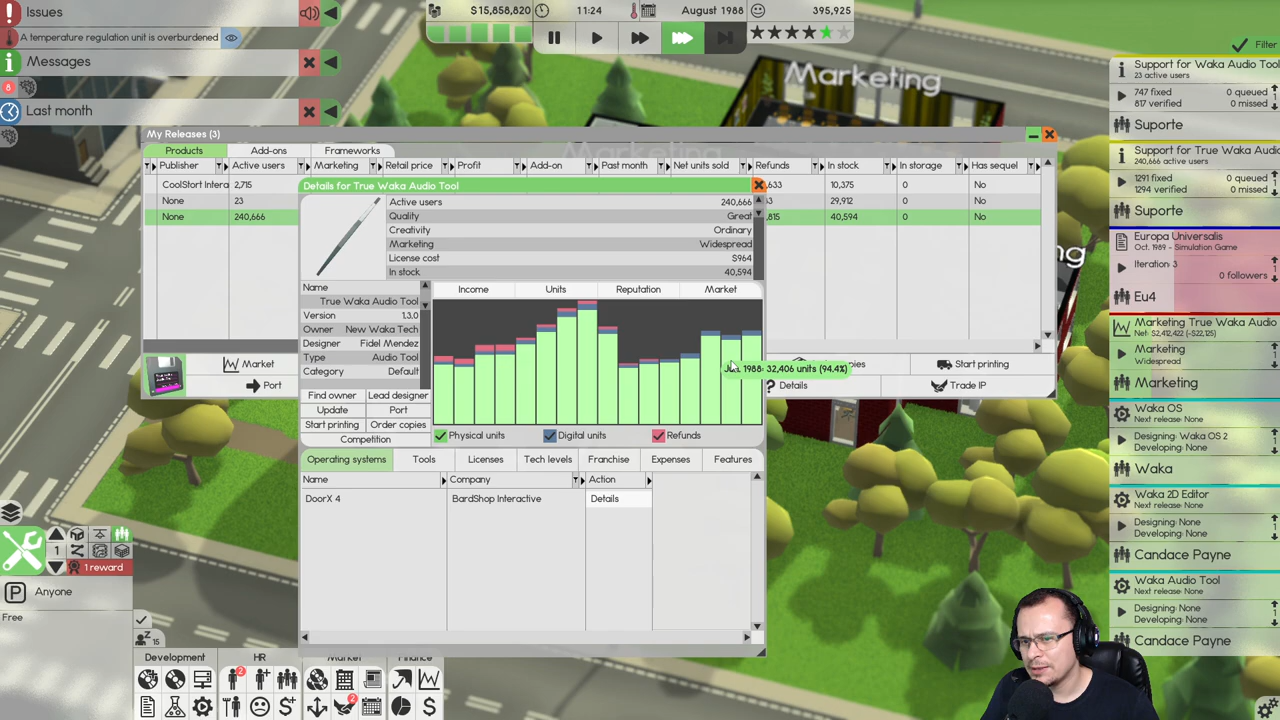 Issues
A temperature regulation unit is overburdened
Messages
8
Last month
$15,858,820
11:24
August 1988
395,925
Marketing
Filter
Support for Waka Audio Tool
23 active users
747 fixed
0 queued
817 verified
0 missed
Suporte
Support for True Waka Audio Tool
240,666 active users
1291 fixed
0 queued
1294 verified
0 missed
Suporte
Europa Universalis
Oct. 1989 - Simulation Game
Iteration: 3
0 followers
Eu4
Marketing True Waka Audio
Marketing
Widespread
Marketing
Waka OS
Next release: None
Designing: Waka OS 2
Developing: None
Waka
Waka 2D Editor
Next release: None
Designing: None
Developing: None
Candace Payne
Waka Audio Tool
Next release: None
Designing: None
Developing: None
Candace Payne
My Releases (3)
Products
Add-ons
Frameworks
Publisher
Active users
Marketing
Retail price
Profit
Add-on
Past month
Net units sold
Refunds
In stock
In storage
Has sequel
CoolStort Intera
2,715
10,375
0
No
None
23
29,912
0
No
None
240,666
40,594
0
No
Market
Port
Start printing
Details
Trade IP
Details for True Waka Audio Tool
Active users
240,666
Quality
Great
Creativity
Ordinary
Marketing
Widespread
License cost
$964
In stock
40,594
Name
True Waka Audio Tool
Version
1.3.0
Owner
New Waka Tech
Designer
Fidel Mendez
Type
Audio Tool
Category
Default
Find owner
Lead designer
Update
Port
Start printing
Order copies
Competition
Income
Units
Reputation
Market
1988: 32,406 units (94.4%)
Physical units
Digital units
Refunds
Operating systems
Tools
Licenses
Tech levels
Franchise
Expenses
Features
Name
Company
Action
DoorX 4
BardShop Interactive
Details
1
1 reward
Anyone
Free
15
Development
HR
Market
Finance
2
2